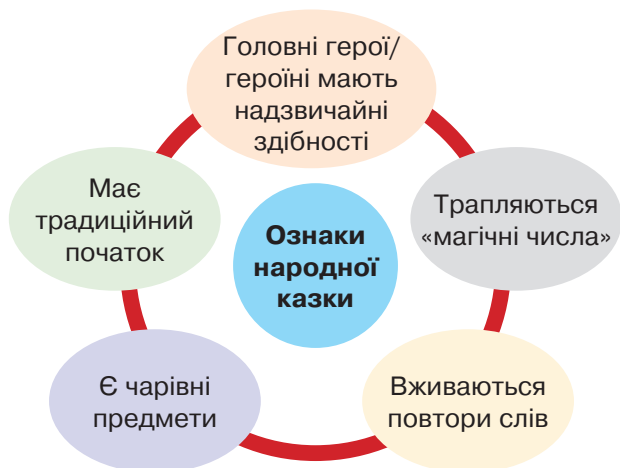 Головні герої/
героїні мають
надзвичайні
здібності
Має
традиційний
початок
Ознаки
народної
казки
Трапляються
«магічні числа»
Є чарівні
предмети
Вживаються
повтори слів